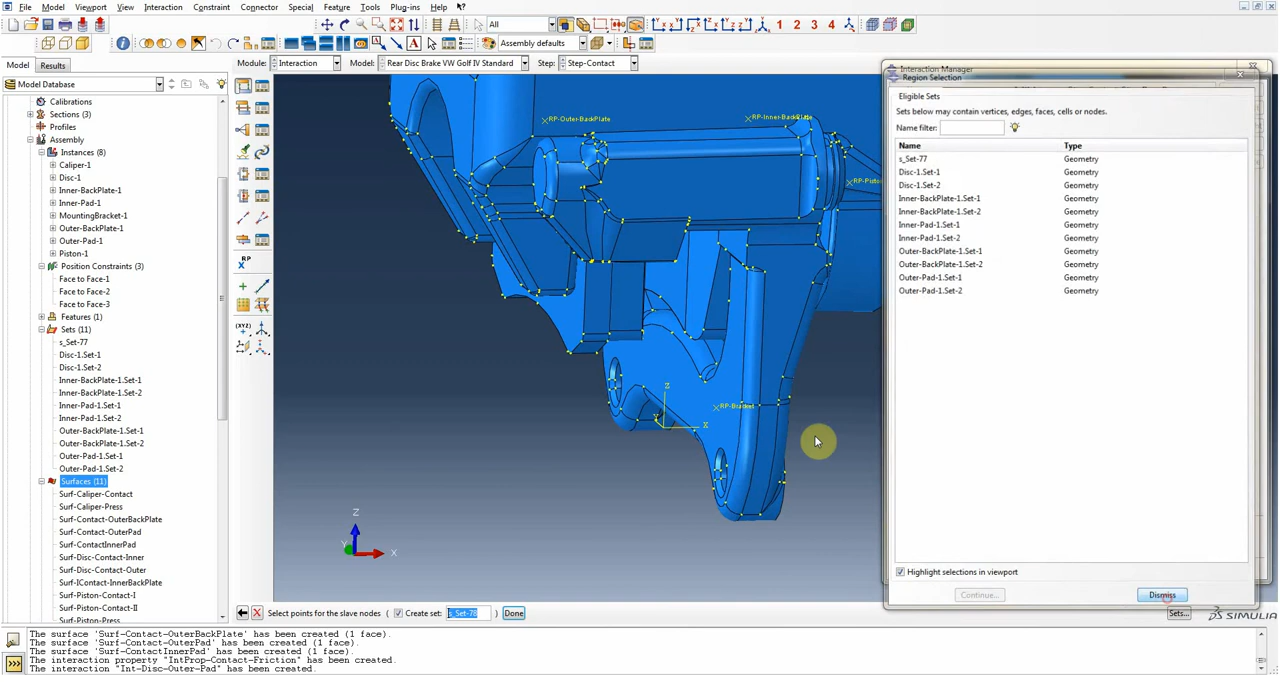 File Model Viewport View Interaction Constraint Connector Special Feature Tools Plug-ins Help
All
1 2 3
Assembly defaults
Model Results
Module: Interaction Model: Rear Disc Brake VW Golf IV Standard Step: Step-Contact
Model Database
Calibrations
Sections (3)
Profiles
Assembly
Instances (8)
Caliper-1
Disc-1
Inner-BackPlate-1
Inner-Pad-1
MountingBracket-1
Outer-BackPlate-1
Outer-Pad-1
Piston-1
Position Constraints (3)
Face to Face-1
Face to Face-2
Face to Face-3
Features (1)
Sets (11)
s_Set-77
Disc-1.Set-1
Disc-1.Set-2
Inner-BackPlate-1.Set-1
Inner-BackPlate-1.Set-2
Inner-Pad-1.Set-1
Inner-Pad-1.Set-2
Outer-BackPlate-1.Set-1
Outer-BackPlate-1.Set-2
Outer-Pad-1.Set-1
Outer-Pad-1.Set-2
Surfaces (11)
Surf-Caliper-Contact
Surf-Caliper-Press
Surf-Contact-OuterBackPlate
Surf-Contact-OuterPad
Surf-ContactInnerPad
Surf-Disc-Contact-Inner
Surf-Disc-Contact-Outer
Surf-IContact-InnerBackPlate
Surf-Piston-Contact-I
Surf-Piston-Contact-II
Surf-Piston-Press
RP
(XYZ)
RP-Outer-BackPlate
RP-Inner-BackPlate
RP-Bracket
Z
X
Y
Z
Y
X
Interaction Manager
Region Selection
Eligible Sets
Sets below may contain vertices, edges, faces, cells or nodes.
Name filter:
Name Type
s_Set-77 Geometry
Disc-1.Set-1 Geometry
Disc-1.Set-2 Geometry
Inner-BackPlate-1.Set-1 Geometry
Inner-BackPlate-1.Set-2 Geometry
Inner-Pad-1.Set-1 Geometry
Inner-Pad-1.Set-2 Geometry
Outer-BackPlate-1.Set-1 Geometry
Outer-BackPlate-1.Set-2 Geometry
Outer-Pad-1.Set-1 Geometry
Outer-Pad-1.Set-2 Geometry
Highlight selections in viewport
Continue... Dismiss
Select points for the slave nodes ( Create set: s_Set-78 ) Done
Sets...
SIMULIA
The surface 'Surf-Contact-OuterBackPlate' has been created (1 face).
The surface 'Surf-Contact-OuterPad' has been created (1 face).
The surface 'Surf-ContactInnerPad' has been created (1 face).
The interaction property "IntProp-Contact-Friction" has been created.
The interaction "Int-Disc-Outer-Pad" has been created.